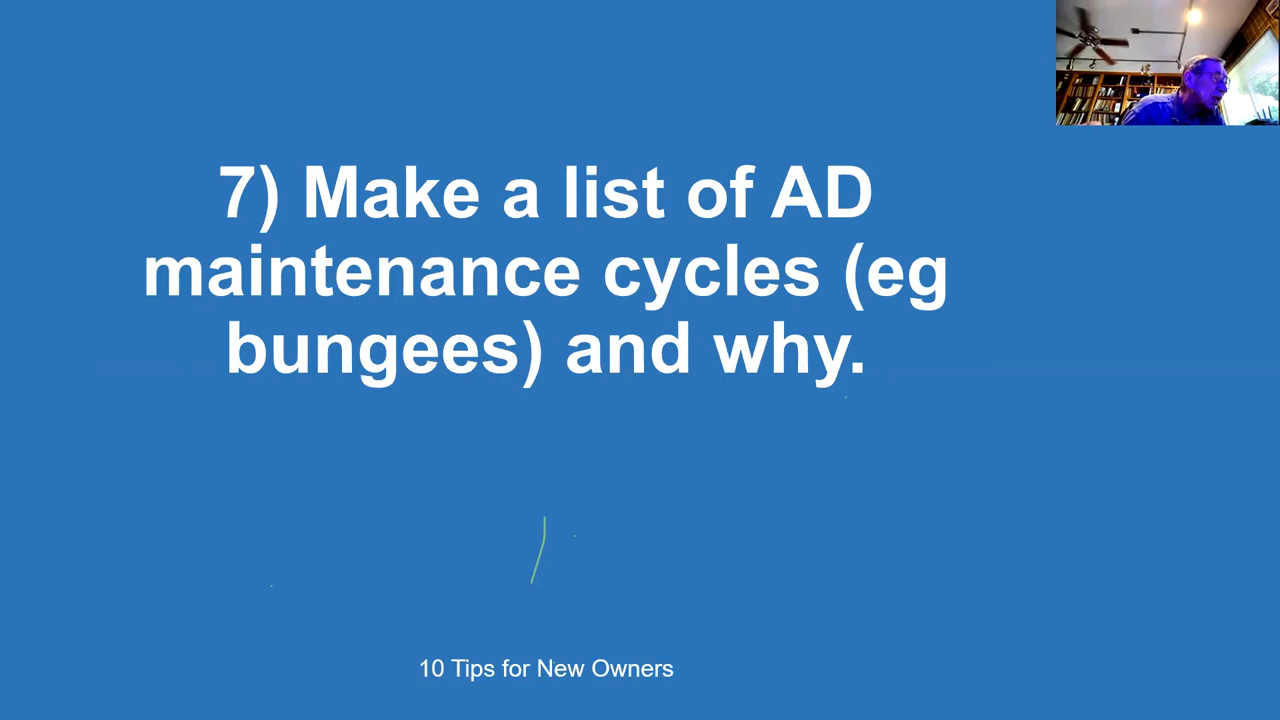 7) Make a list of AD
maintenance cycles (eg
bungees) and why.
10 Tips for New Owners